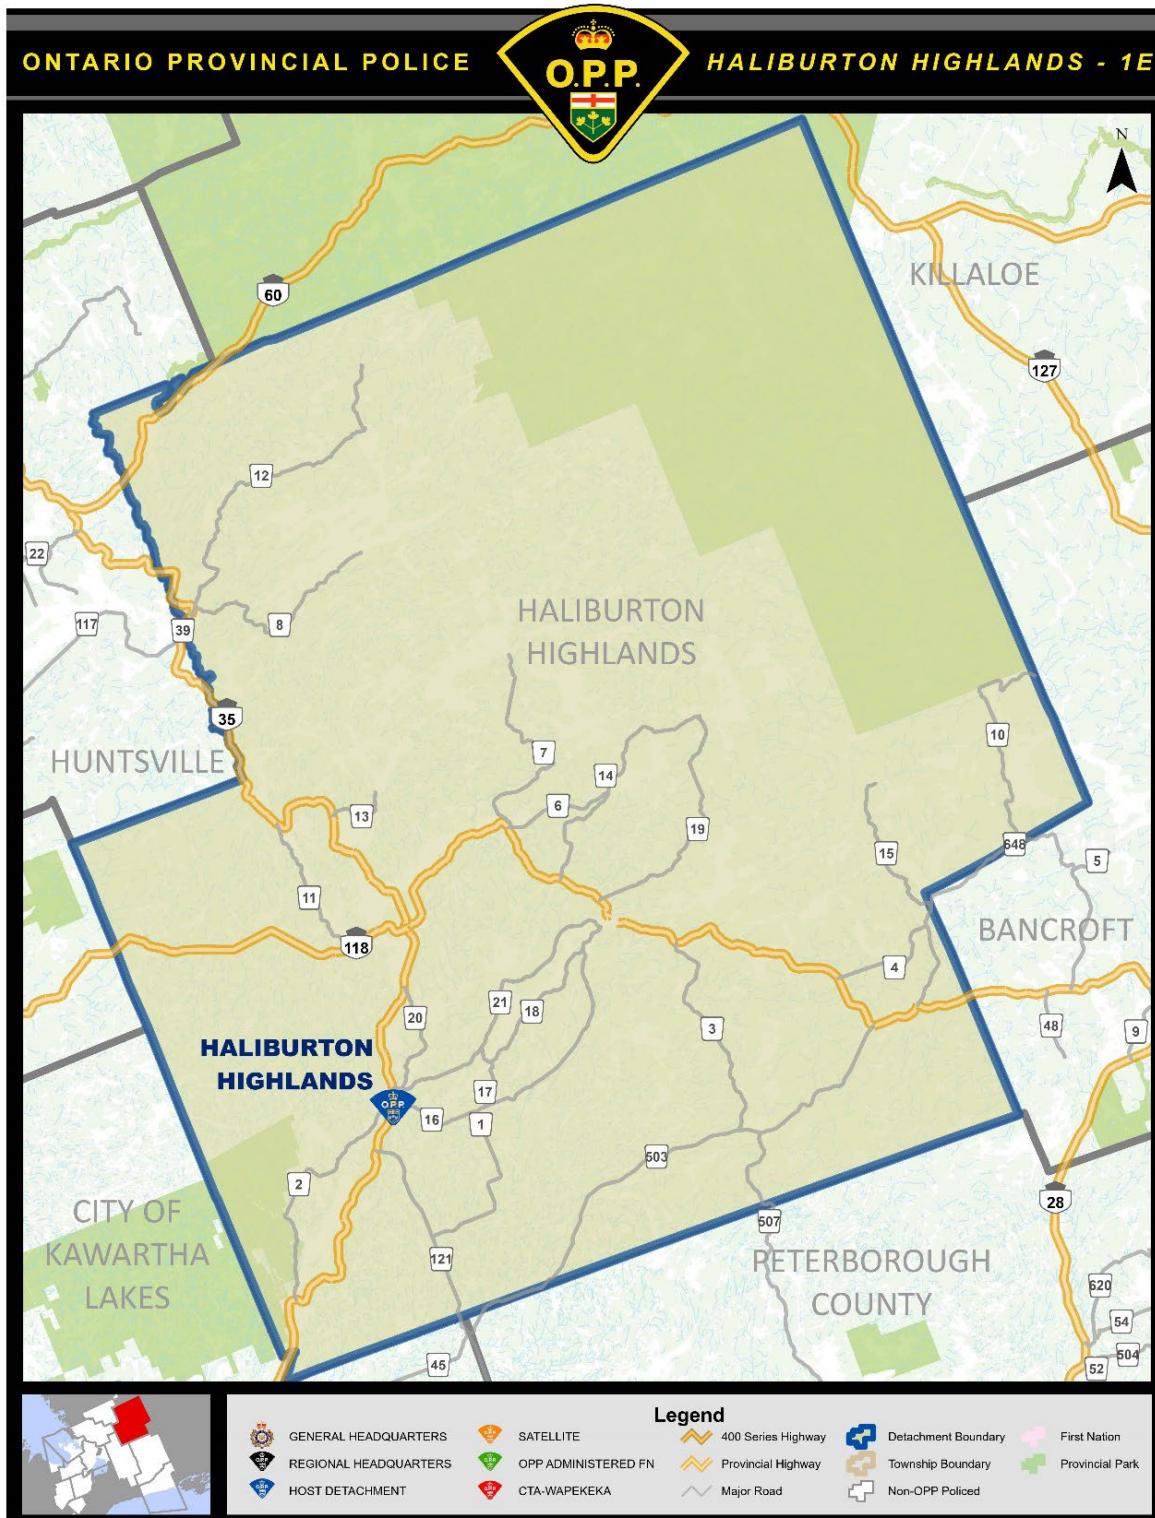 ONTARIO PROVINCIAL POLICE
O.P.P.
HALIBURTON HIGHLANDS - 1E
N
KILLALOE
60
127
12
22
117
39
8
HALIBURTON
HIGHLANDS
35
HUNTSVILLE
7
14
6
13
19
10
15
648
5
11
118
BANCROFT
4
21
18
20
3
48
9
HALIBURTON
HIGHLANDS
O.P.P.
17
16
1
503
2
28
CITY OF
KAWARTHA
LAKES
507
121
PETERBOROUGH
COUNTY
620
54
504
52
45
Legend
GENERAL HEADQUARTERS
REGIONAL HEADQUARTERS
HOST DETACHMENT
SATELLITE
OPP ADMINISTERED FN
CTA-WAPEKEKA
400 Series Highway
Provincial Highway
Major Road
Detachment Boundary
Township Boundary
Non-OPP Policed
First Nation
Provincial Park